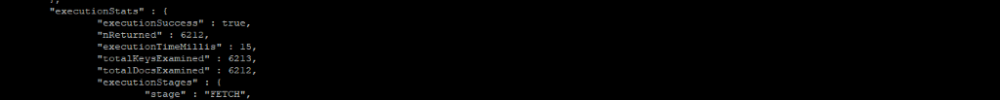 },
"executionStats" : {
"executionSuccess" : true,
"nReturned" : 6212,
"executionTimeMillis" : 15,
"totalKeysExamined" : 6213,
"totalDocsExamined" : 6212,
"executionStages" : {
"stage" : "FETCH",